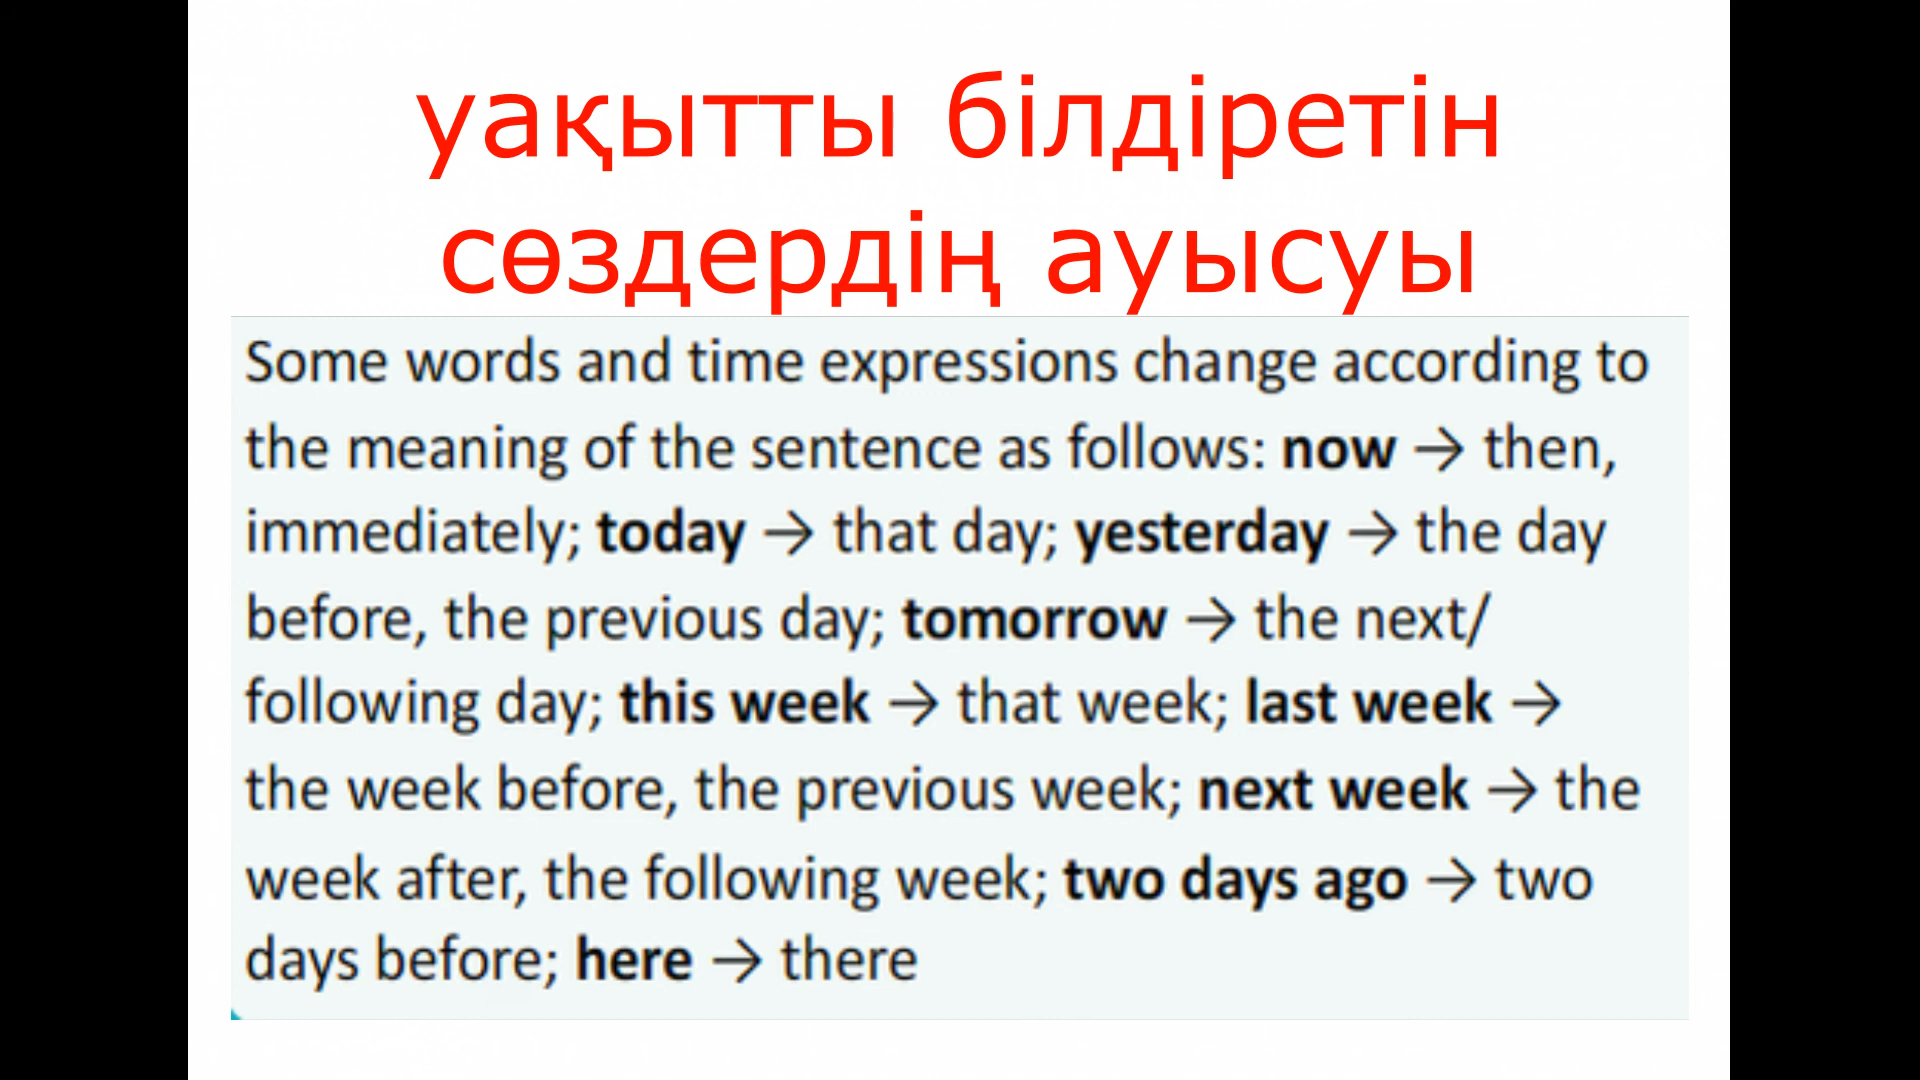 уақытты білдіретін
сөздердің ауысуы
Some words and time expressions change according to
the meaning of the sentence as follows: now → then,
immediately; today → that day; yesterday → the day
before, the previous day; tomorrow → the next/
following day; this week → that week; last week →
the week before, the previous week; next week → the
week after, the following week; two days ago → two
days before; here → there